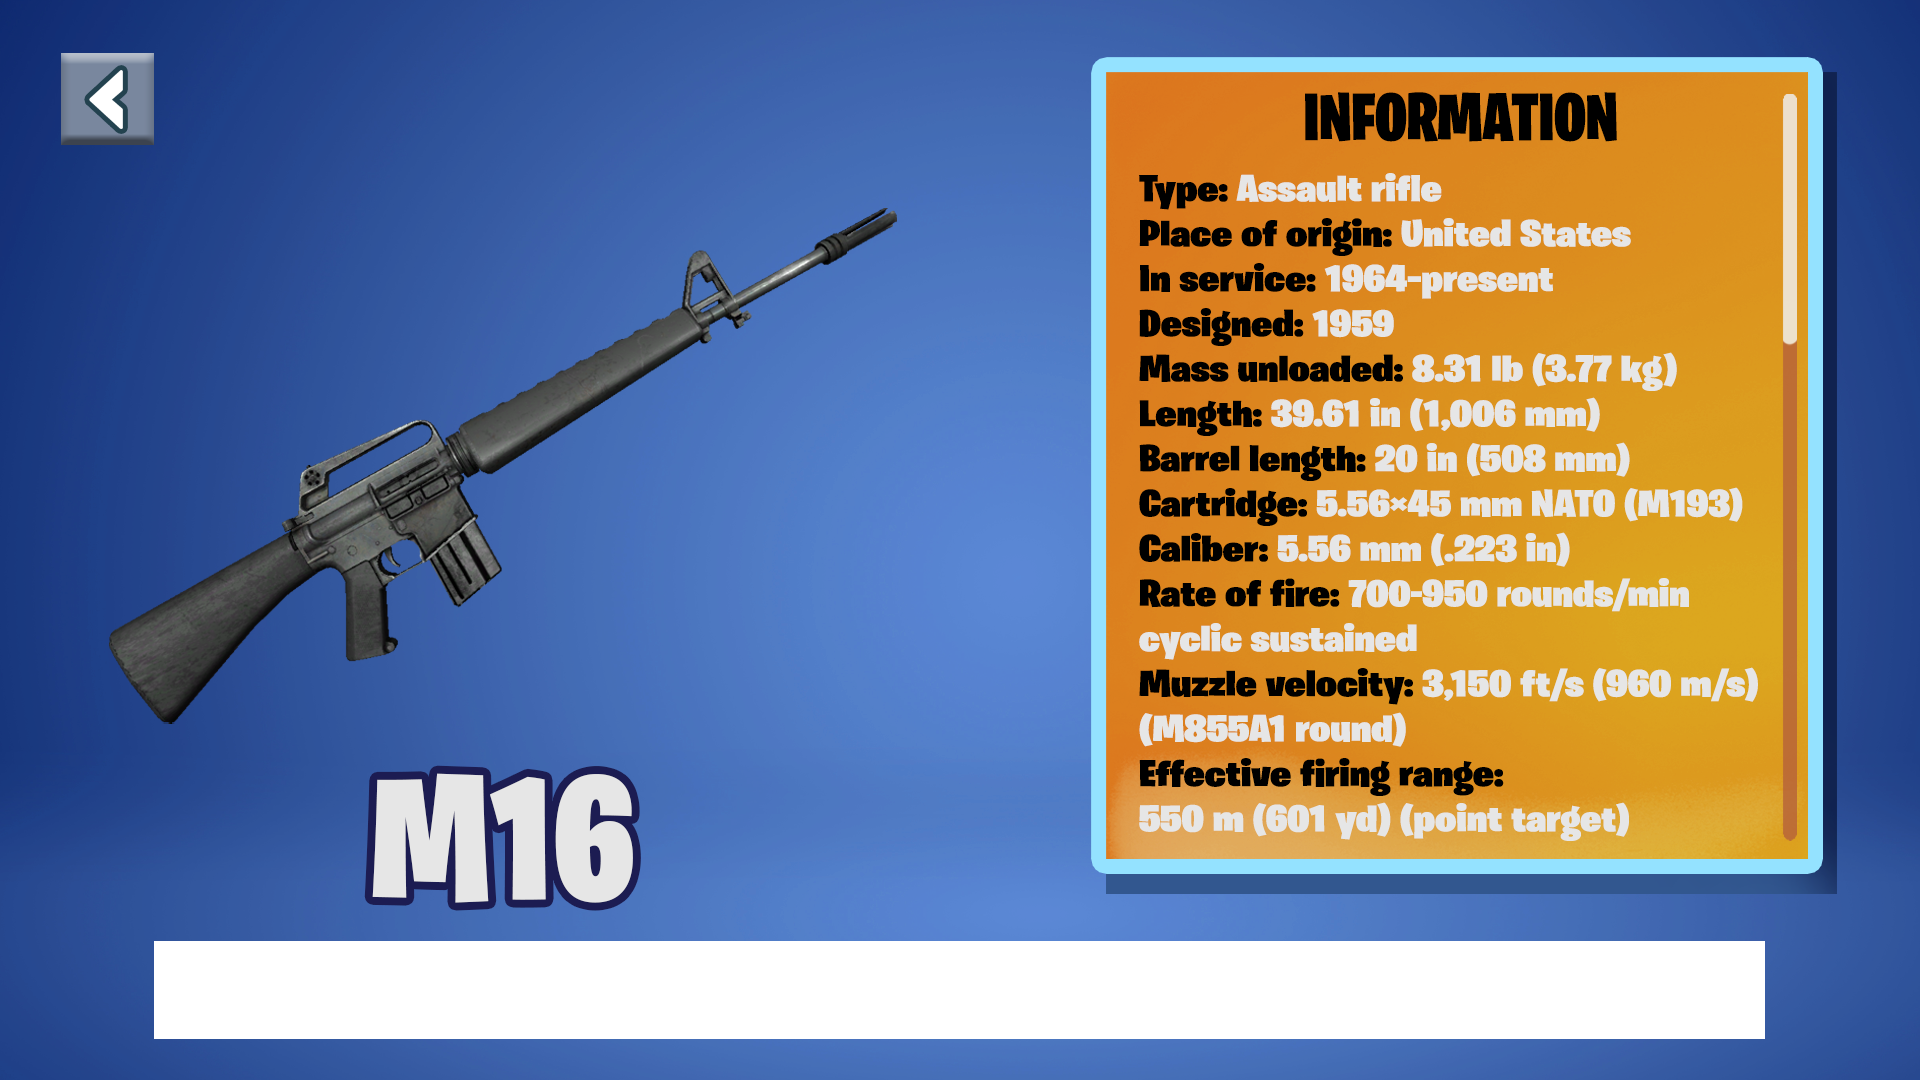 INFORMATION
Type: Assault rifle
Place of origin: United States
In service: 1964-present
Designed: 1959
Mass unloaded: 8.31 lb (3.77 kg)
Length: 39.61 in (1,006 mm)
Barrel length: 20 in (508 mm)
Cartridge: 5.56×45 mm NATO (M193)
Caliber: 5.56 mm (.223 in)
Rate of fire: 700-950 rounds/min
cyclic sustained
Muzzle velocity: 3,150 ft/s (960 m/s)
(M855A1 round)
Effective firing range:
550 m (601 yd) (point target)
M16